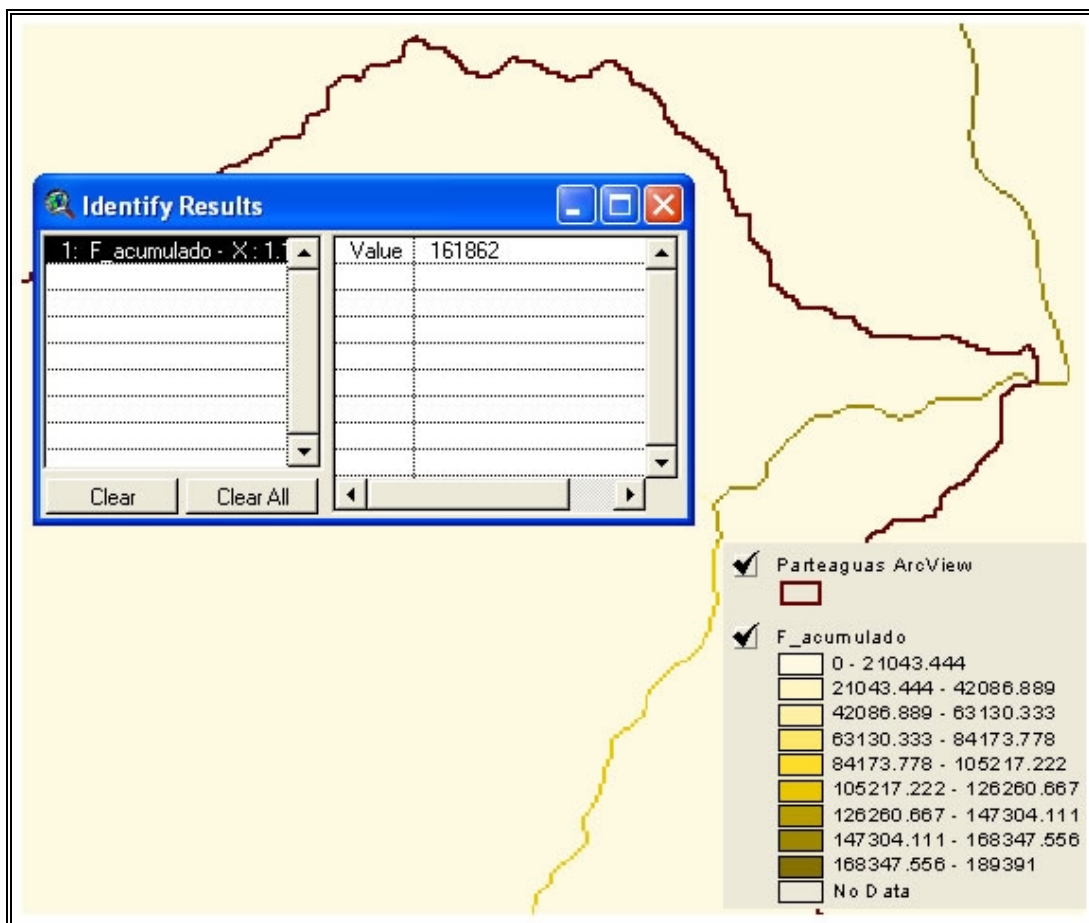 Identify Results
1: F_acumulado - X: 1.1
Value 161862
Clear
Clear All
Parteaguas ArcView
F_acumulado
0 - 21043.444
21043.444 - 42086.889
42086.889 - 63130.333
63130.333 - 84173.778
84173.778 - 105217.222
105217.222 - 126260.667
126260.667 - 147304.111
147304.111 - 168347.556
168347.556 - 189391
No Data